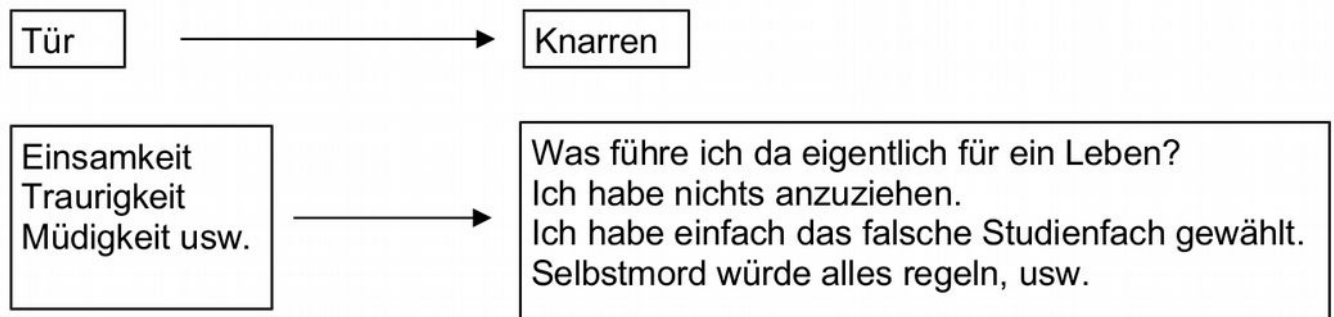 Tür
Knarren
Einsamkeit
Traurigkeit
Müdigkeit usw.
Was führe ich da eigentlich für ein Leben?
Ich habe nichts anzuziehen.
Ich habe einfach das falsche Studienfach gewählt.
Selbstmord würde alles regeln, usw.